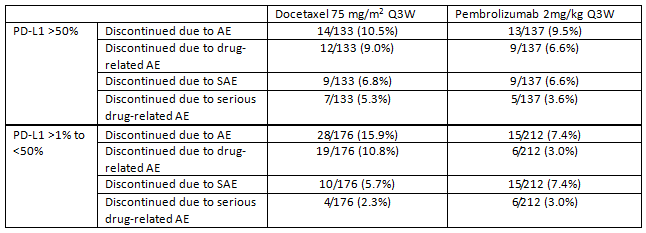 Docetaxel 75 mg/m² Q3W Pembrolizumab 2mg/kg Q3W
PD-L1 >50% Discontinued due to AE 14/133 (10.5%) 13/137 (9.5%)
Discontinued due to drug-related AE 12/133 (9.0%) 9/137 (6.6%)
Discontinued due to SAE 9/133 (6.8%) 9/137 (6.6%)
Discontinued due to serious drug-related AE 7/133 (5.3%) 5/137 (3.6%)
PD-L1 >1% to <50% Discontinued due to AE 28/176 (15.9%) 15/212 (7.4%)
Discontinued due to drug-related AE 19/176 (10.8%) 6/212 (3.0%)
Discontinued due to SAE 10/176 (5.7%) 15/212 (7.4%)
Discontinued due to serious drug-related AE 4/176 (2.3%) 6/212 (3.0%)